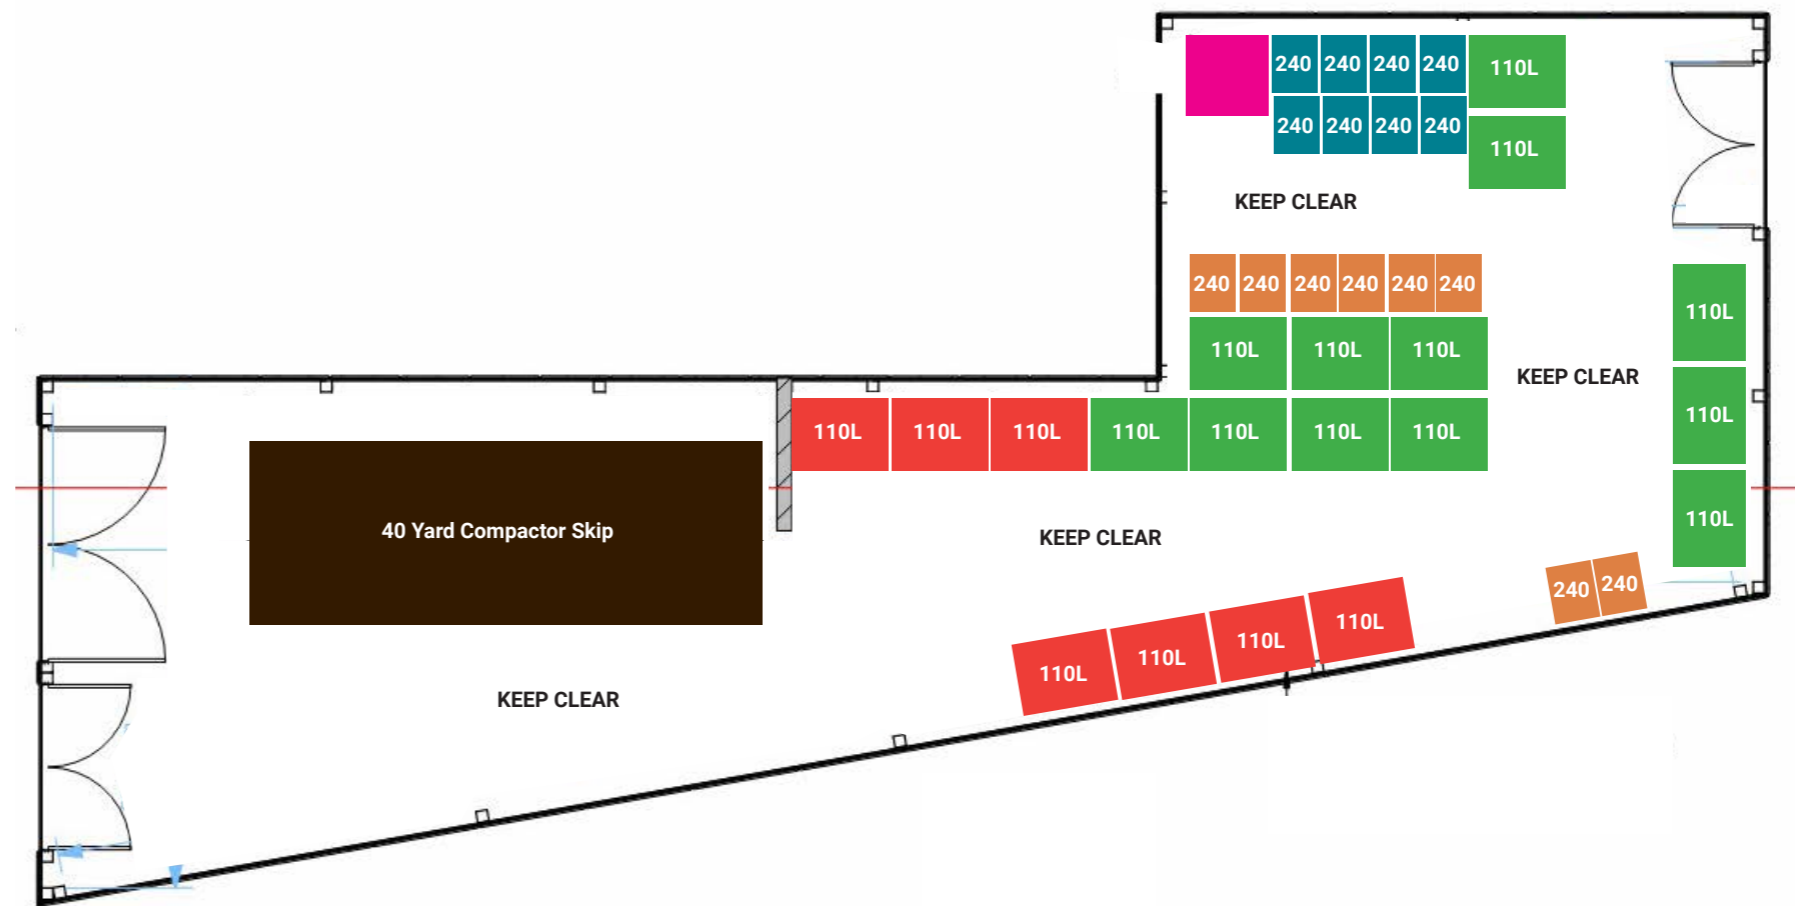 240 240 240 240 110L
240 240 240 240
110L
KEEP CLEAR
240 240 240 240 240 240
110L
110L 110L 110L
KEEP CLEAR
110L
110L 110L 110L 110L 110L 110L 110L
40 Yard Compactor Skip
KEEP CLEAR
110L
240 240
110L 110L 110L 110L
KEEP CLEAR